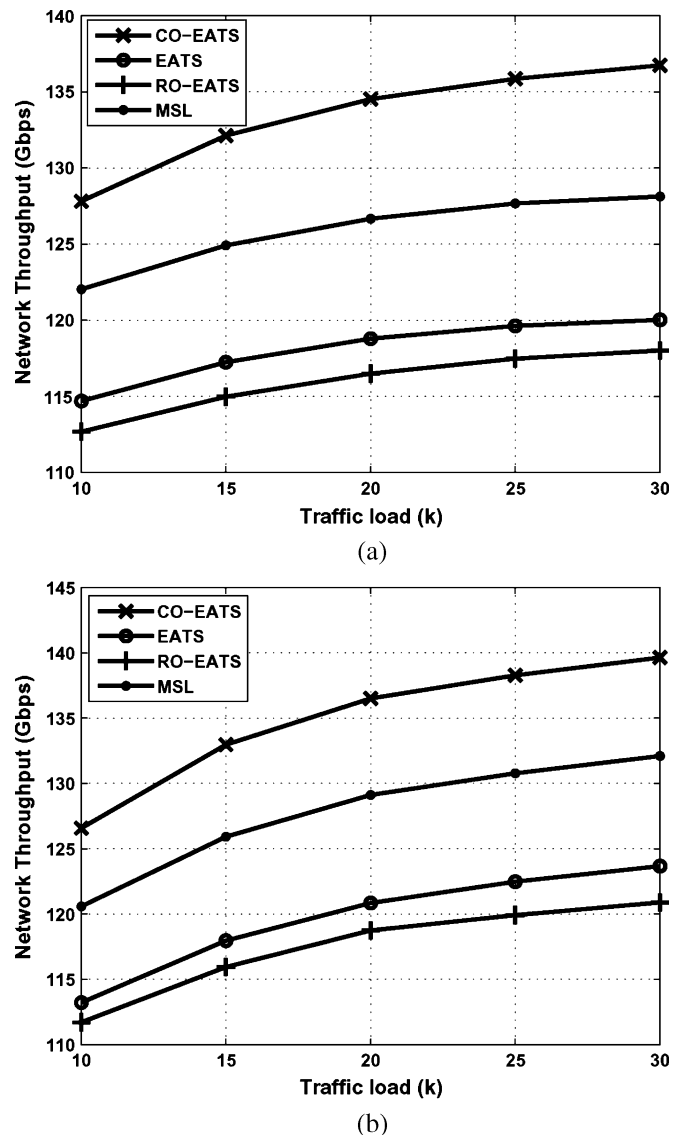 140
135
130
125
120
115
110
Network Throughput (Gbps)
CO-EATS
EATS
RO-EATS
MSL
10 15 20 25 30
Traffic load (k)
(a)
145
140
135
130
125
120
115
110
Network Throughput (Gbps)
CO-EATS
EATS
RO-EATS
MSL
10 15 20 25 30
Traffic load (k)
(b)